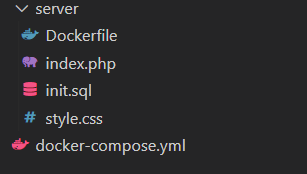 server
Dockerfile
index.php
init.sql
style.css
docker-compose.yml